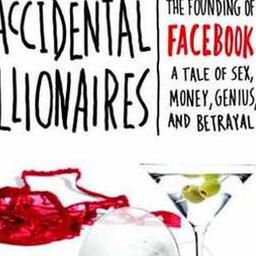 ACCIDENTAL
LLIONAIRES
THE FOUNDING OF
FACEBOOK
A TALE OF SEX,
MONEY, GENIUS,
AND BETRAYAL